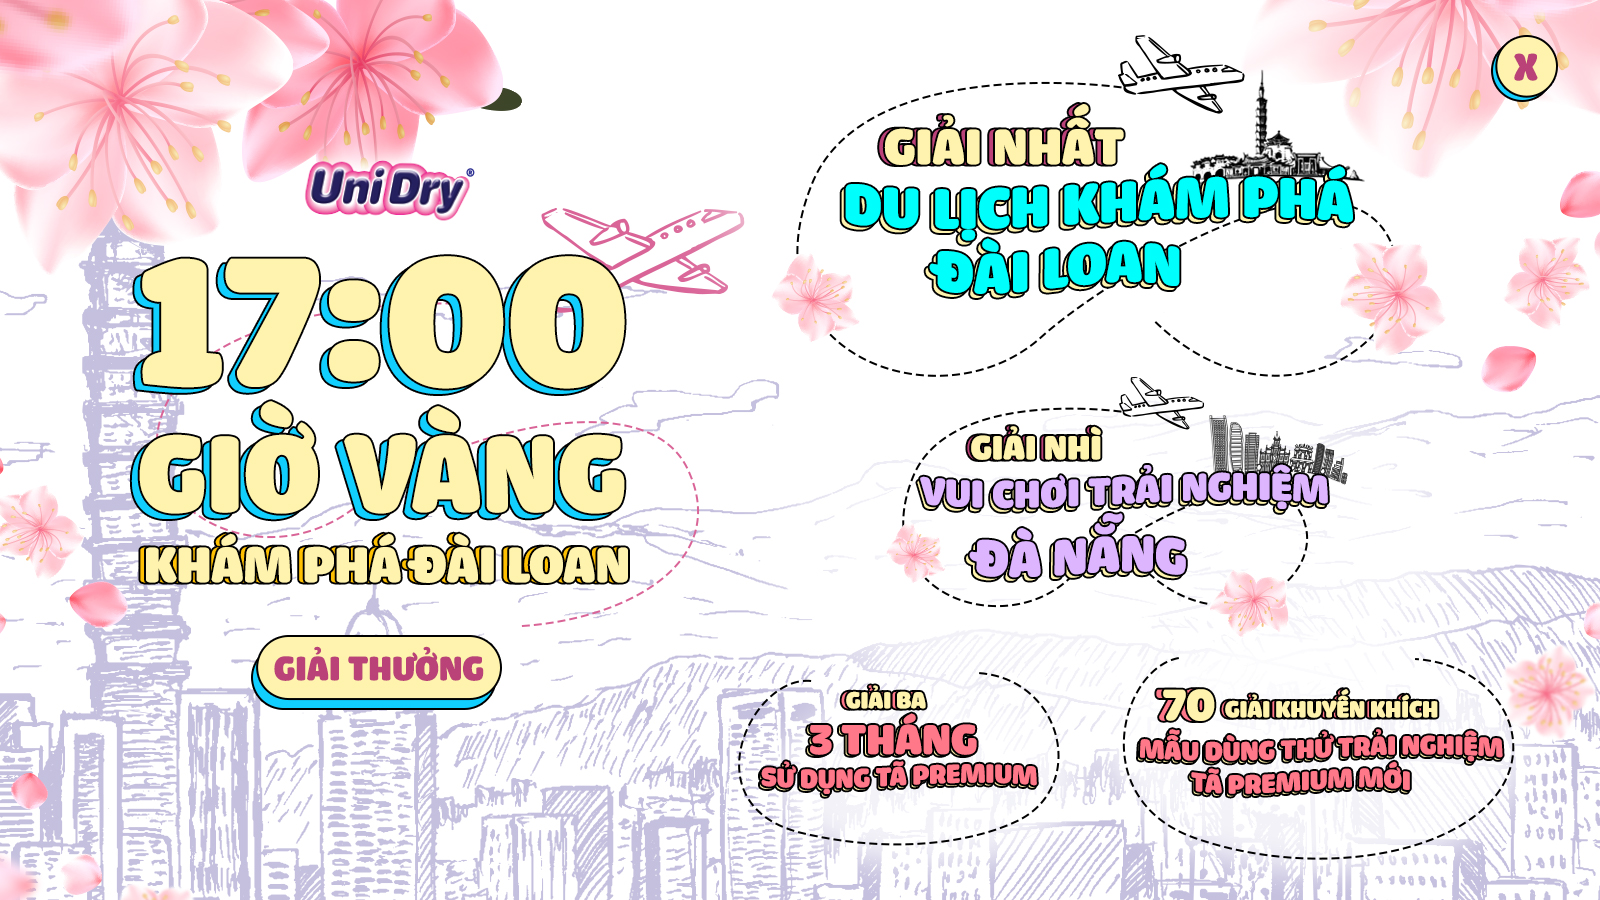 Uni Dry®
17:00
GIỜ VÀNG
KHÁM PHÁ ĐÀI LOAN
GIẢI THƯỞNG
X
GIẢI NHẤT
DU LỊCH KHÁM PHÁ
ĐÀI LOAN
GIẢI NHÌ
VUI CHƠI TRẢI NGHIỆM
ĐÀ NẴNG
GIẢI BA
3 THÁNG
SỬ DỤNG TÃ PREMIUM
70 GIẢI KHUYẾN KHÍCH
MẪU DÙNG THỬ TRẢI NGHIỆM
TÃ PREMIUM MỚI